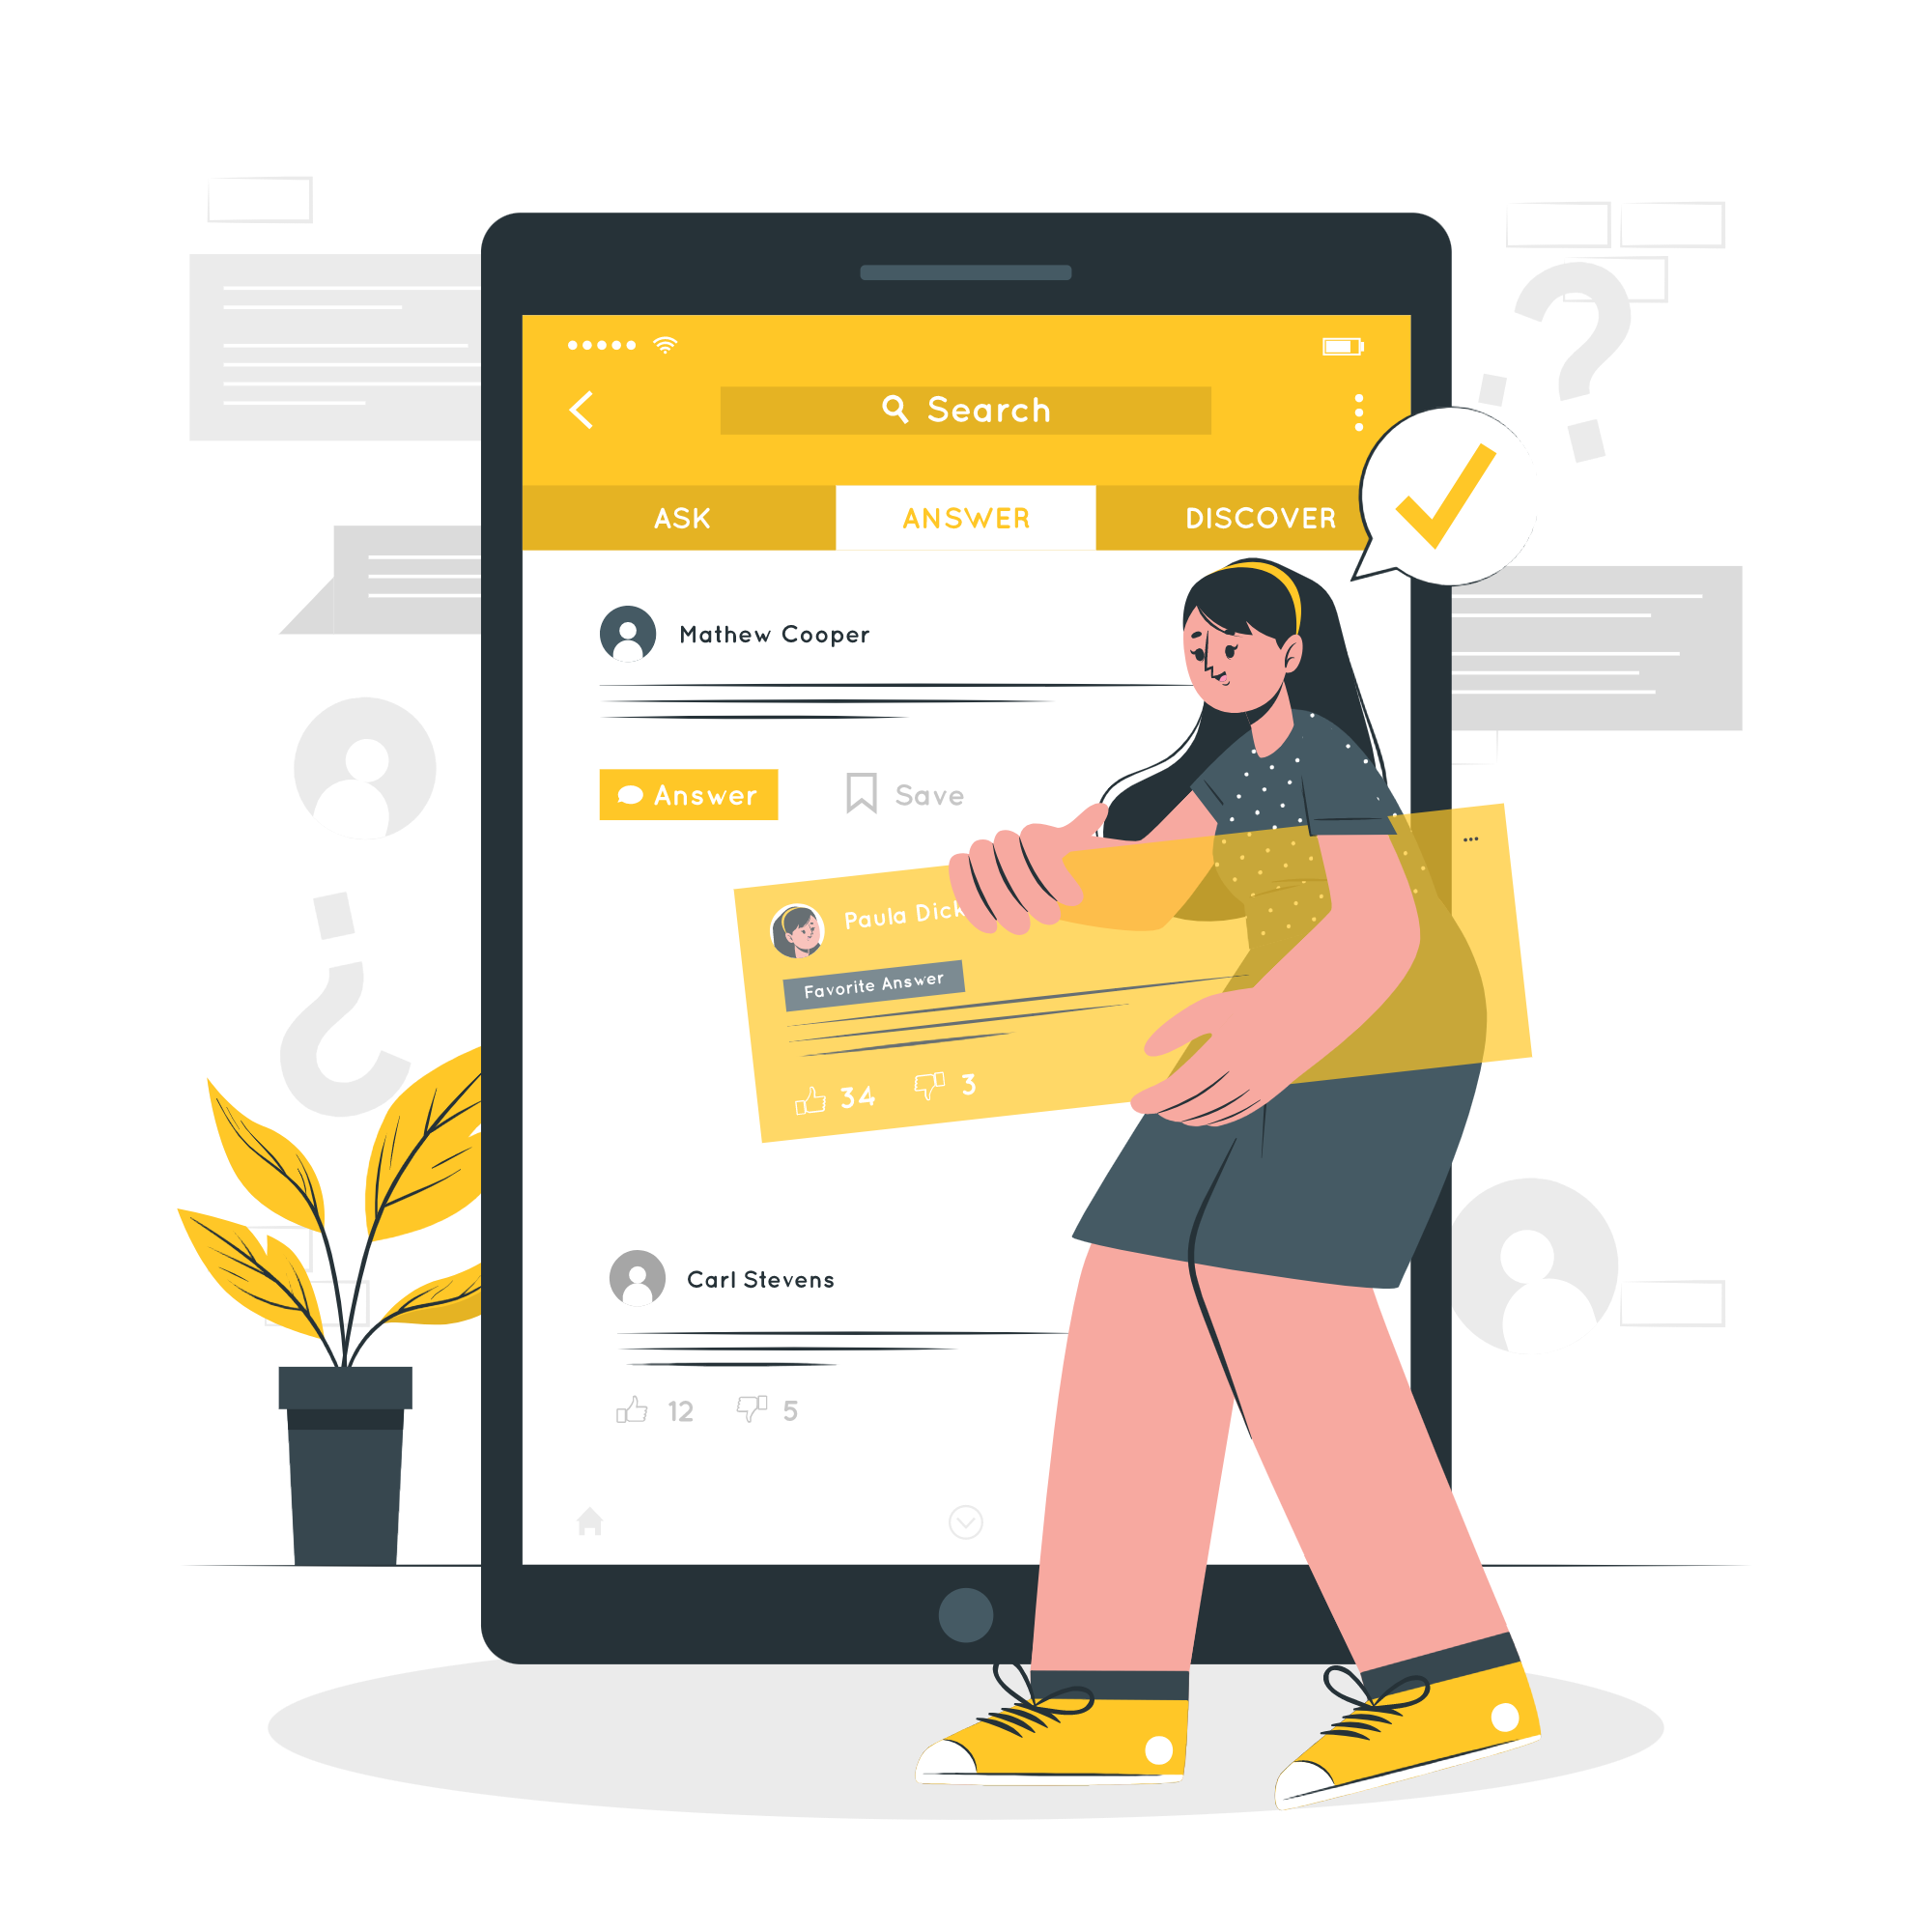 Search
ASK ANSWER DISCOVER
Mathew Cooper
Answer Save
Paula Dick
Favorite Answer
34 3
Carl Stevens
12 5